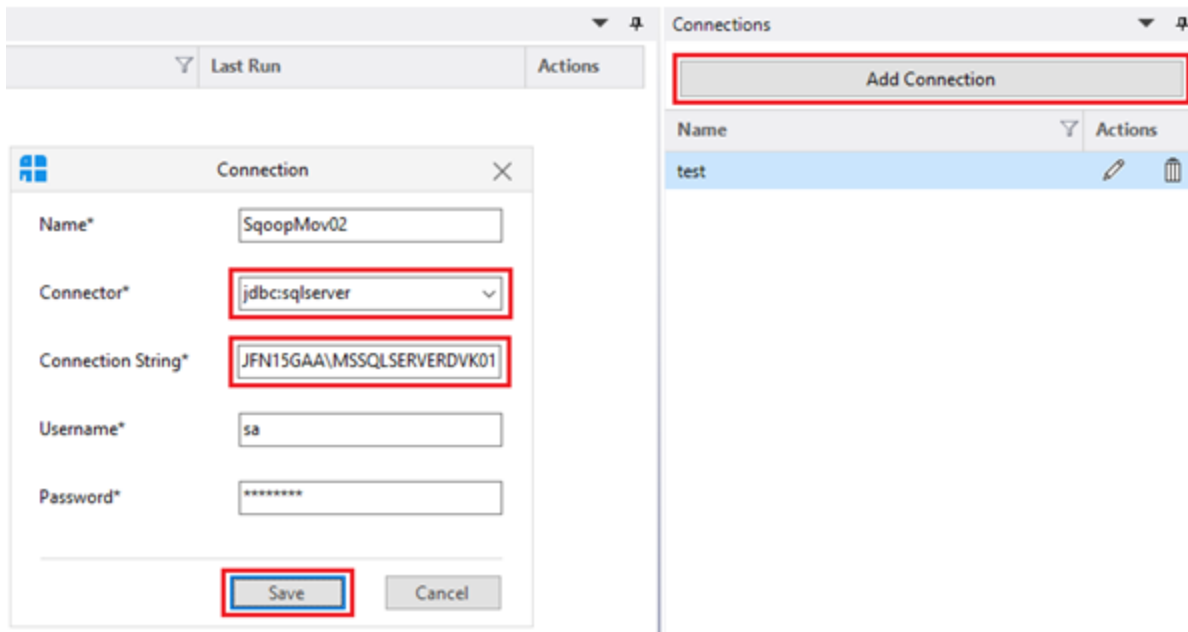 Connections
Last Run Actions
Add Connection
Name Actions
test
Connection
Name* SqoopMov02
Connector* jdbc:sqlserver
Connection String* JFN15GAA\MSSQLSERVERDVK01
Username* sa
Password* ********
Save Cancel